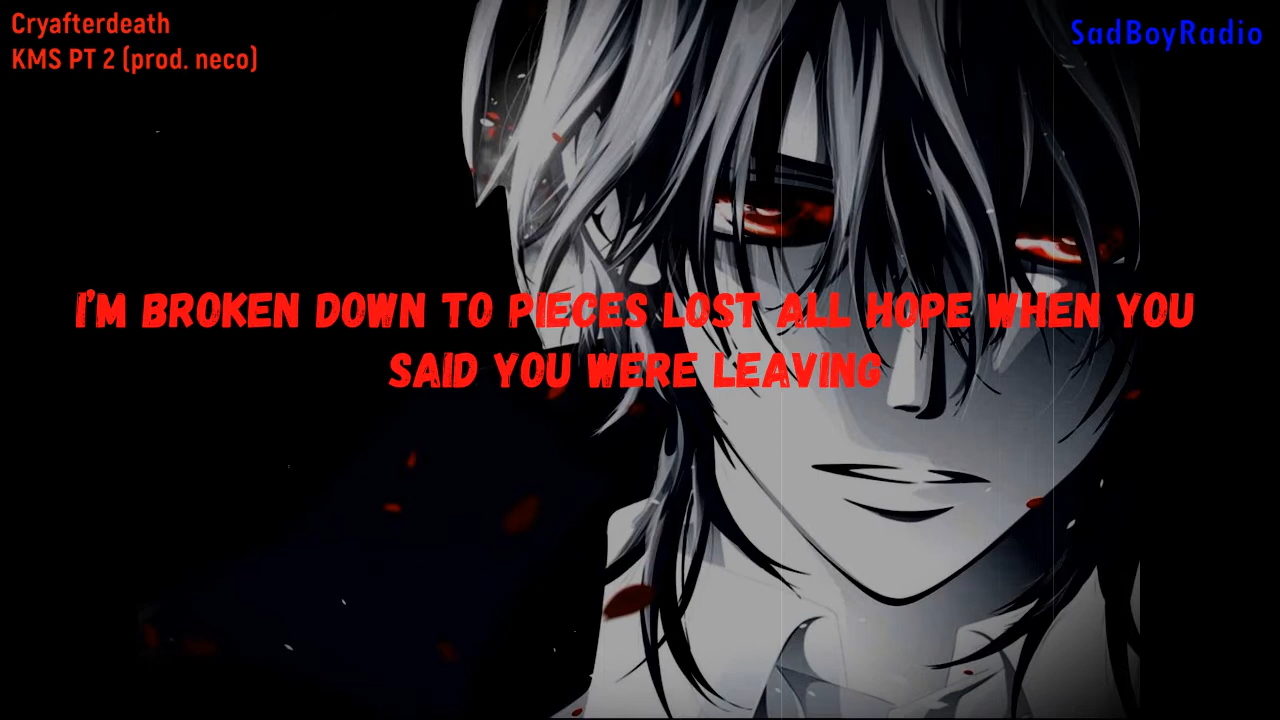 Cryafterdeath
KMS PT 2 (prod. neco)
SadBoyRadio
I'M BROKEN DOWN TO PIECES LOST ALL HOPE WHEN YOU
SAID YOU WERE LEAVING